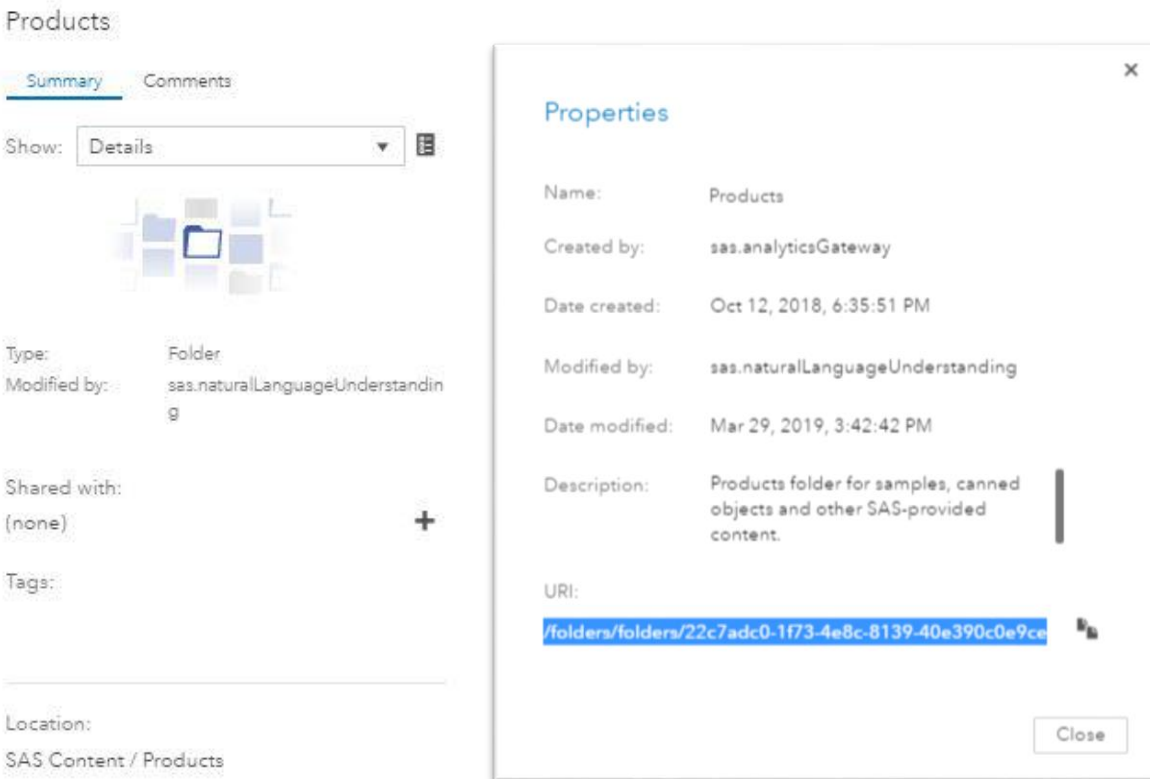 Products
Summary Comments
Show: Details
Type: Folder
Modified by: sas.naturalLanguageUnderstandin
g
Shared with:
(none)
Tags:
Location:
SAS Content / Products
Properties
Name: Products
Created by: sas.analyticsGateway
Date created: Oct 12, 2018, 6:35:51 PM
Modified by: sas.naturalLanguageUnderstanding
Date modified: Mar 29, 2019, 3:42:42 PM
Description: Products folder for samples, canned
objects and other SAS-provided
content.
URI:
/folders/folders/22c7adc0-1f73-4e8c-8139-40e390c0e9ce
Close